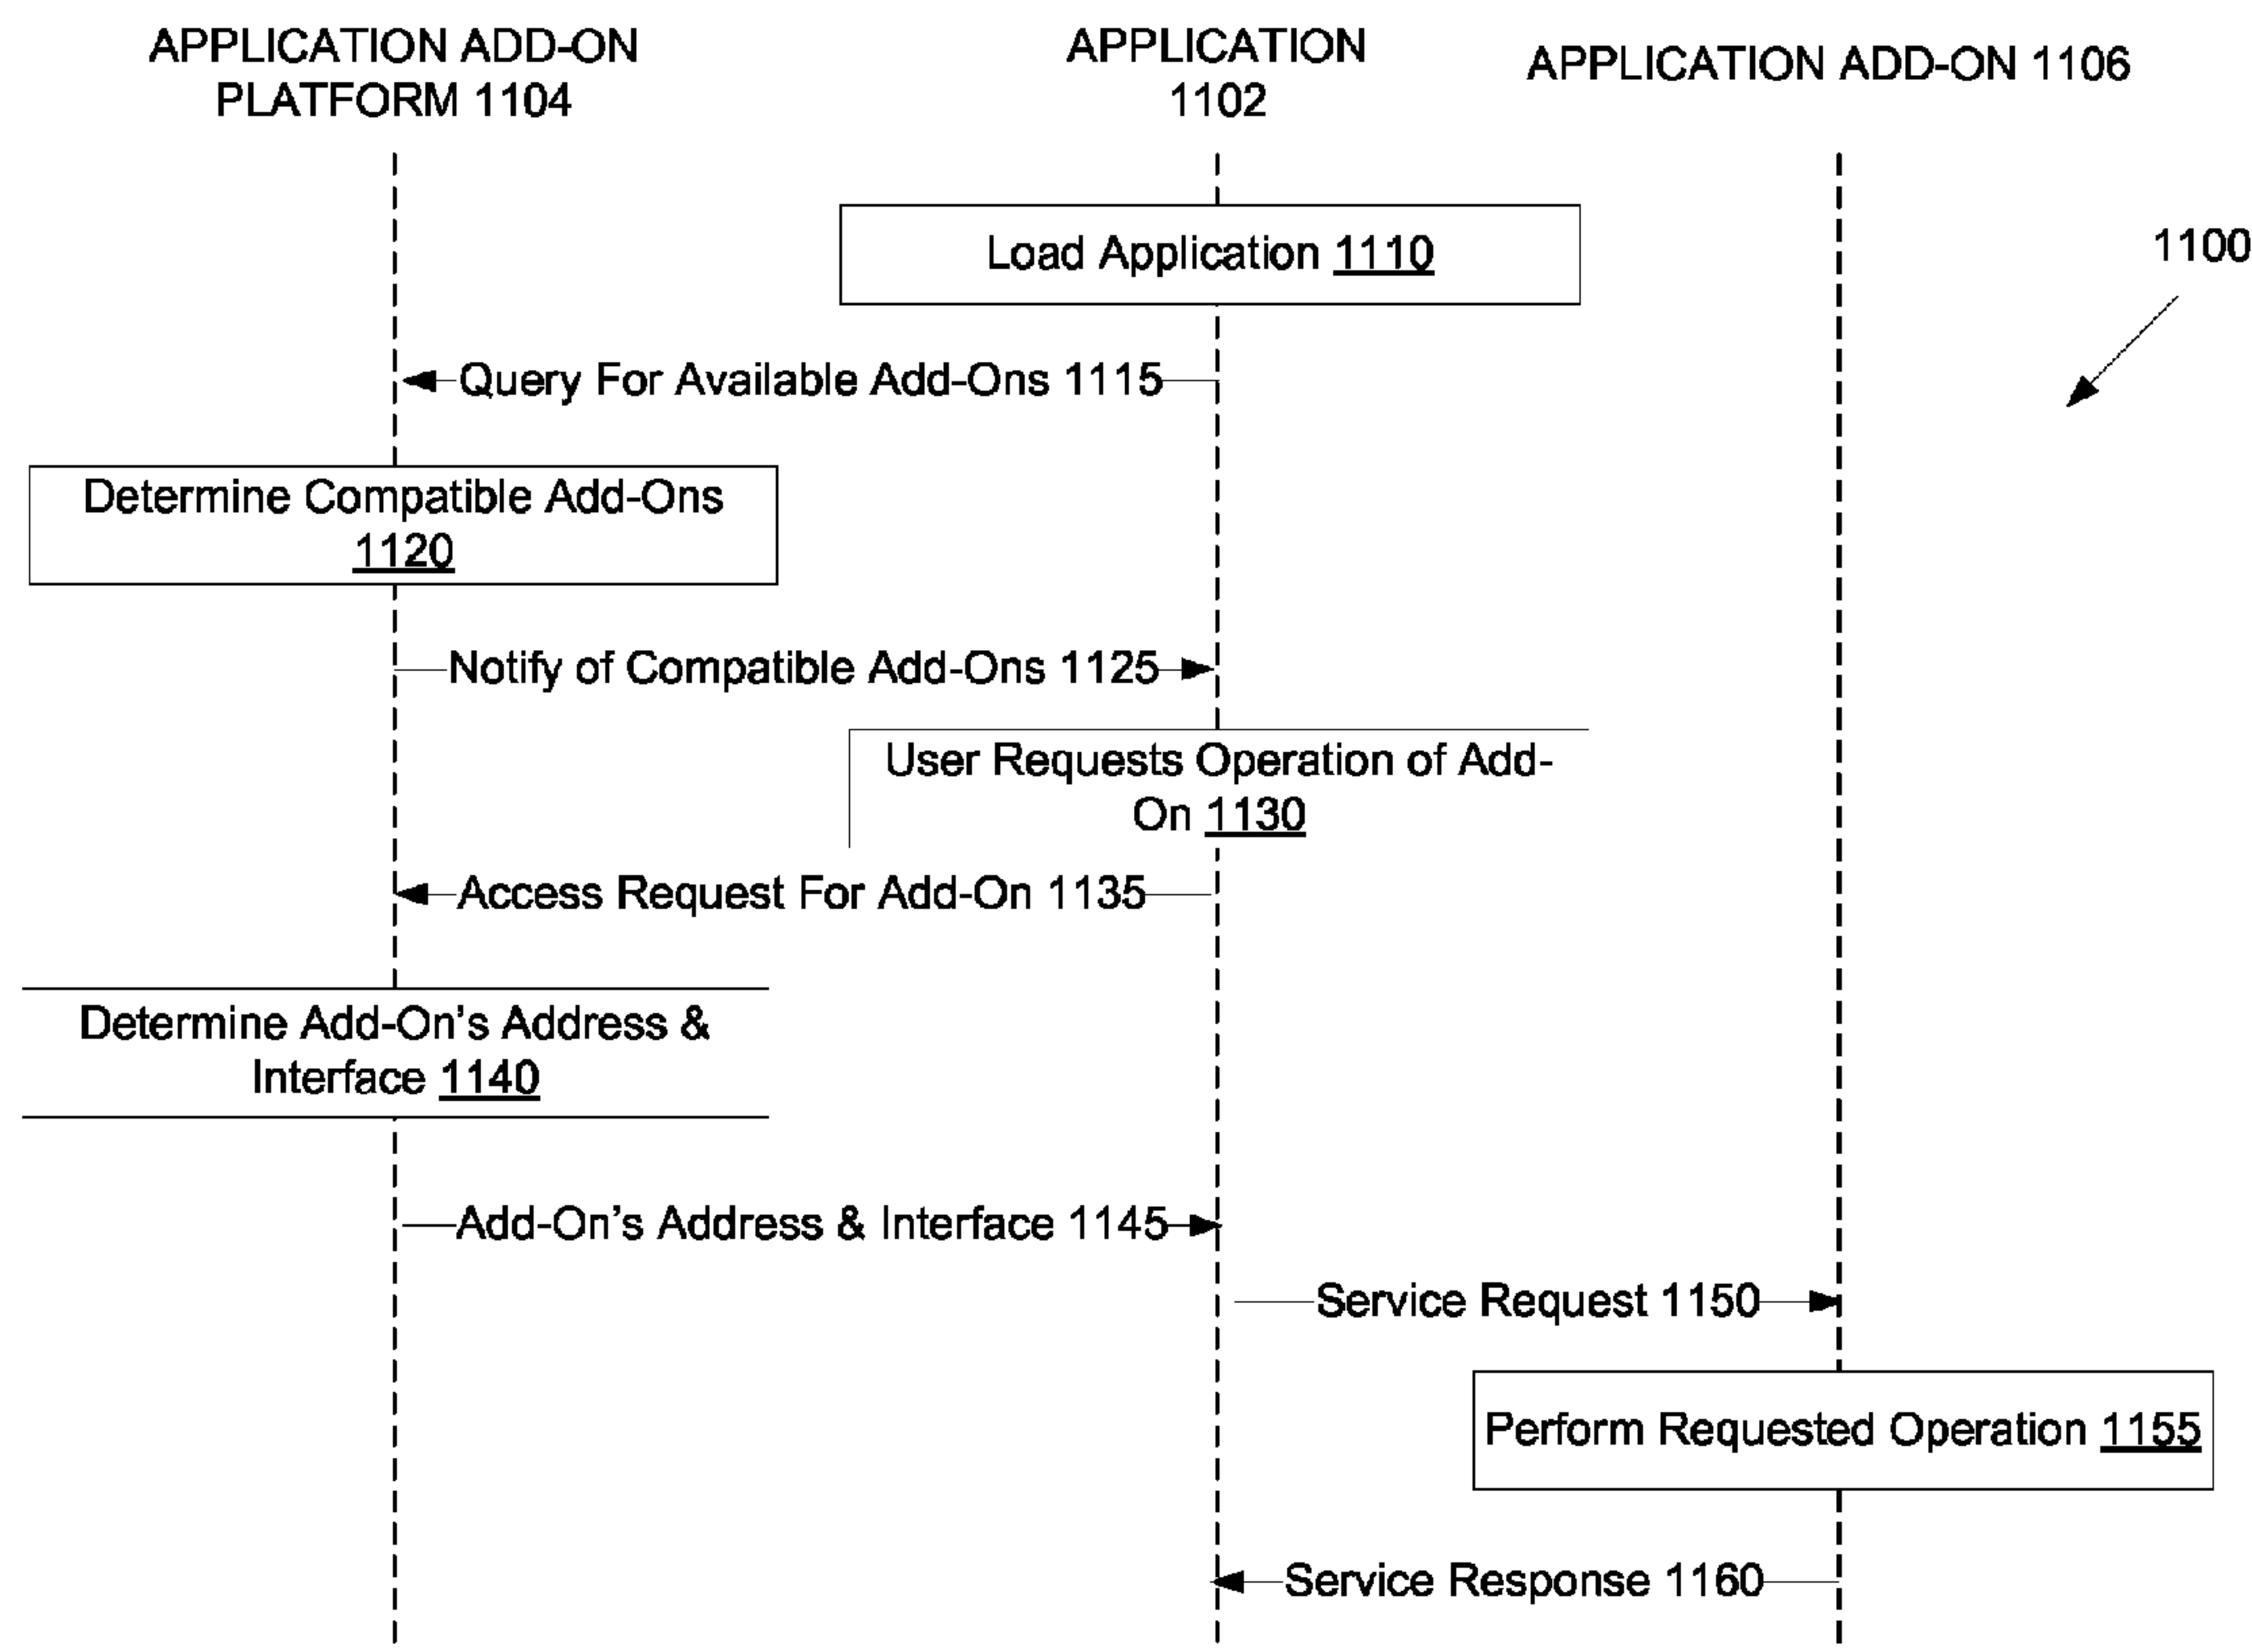 APPLICATION ADD-ON
PLATFORM 1104
APPLICATION
1102
APPLICATION ADD-ON 1106
Load Application 1110
1100
Query For Available Add-Ons 1115
Determine Compatible Add-Ons
1120
Notify of Compatible Add-Ons 1125
User Requests Operation of Add-
On 1130
Access Request For Add-On 1135
Determine Add-On's Address &
Interface 1140
Add-On's Address & Interface 1145
Service Request 1150
Perform Requested Operation 1155
Service Response 1160